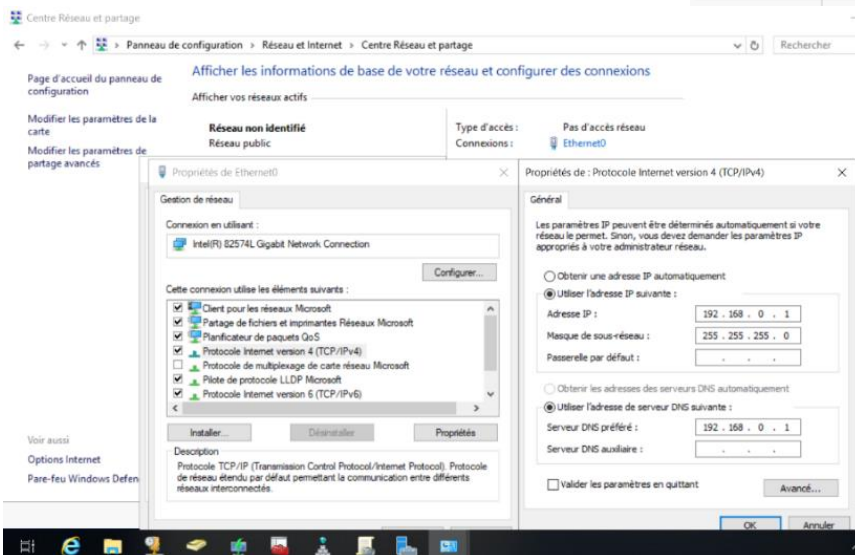 Centre Réseau et partage
Panneau de configuration > Réseau et Internet > Centre Réseau et partage
Rechercher
Page d'accueil du panneau de
configuration
Modifier les paramètres de la
carte
Modifier les paramètres de
partage avancés
Voir aussi
Options Internet
Pare-feu Windows Defen
Afficher les informations de base de votre réseau et configurer des connexions
Afficher vos réseaux actifs
Réseau non identifié
Réseau public
Type d'accès : Pas d'accès réseau
Connexions : Ethernet0
Propriétés de Ethernet0
Gestion de réseau
Connexion en utilisant :
Intel(R) 82574L Gigabit Network Connection
Configurer...
Cette connexion utilise les éléments suivants :
Client pour les réseaux Microsoft
Partage de fichiers et imprimantes Réseaux Microsoft
Planificateur de paquets QoS
Protocole Internet version 4 (TCP/IPv4)
Protocole de multiplexage de carte réseau Microsoft
Pilote de protocole LLDP Microsoft
Protocole Internet version 6 (TCP/IPv6)
Installer... Désinstaller Propriétés
Description
Protocole TCP/IP (Transmission Control Protocol/Internet Protocol). Protocole
de réseau étendu par défaut permettant la communication entre différents
réseaux interconnectés.
Propriétés de : Protocole Internet version 4 (TCP/IPv4)
Général
Les paramètres IP peuvent être déterminés automatiquement si votre
réseau le permet. Sinon, vous devez demander les paramètres IP
appropriés à votre administrateur réseau.
Obtenir une adresse IP automatiquement
Utiliser l'adresse IP suivante :
Adresse IP : 192 . 168 . 0 . 1
Masque de sous-réseau : 255 . 255 . 255 . 0
Passerelle par défaut : . . .
Obtenir les adresses des serveurs DNS automatiquement
Utiliser l'adresse de serveur DNS suivante :
Serveur DNS préféré : 192 . 168 . 0 . 1
Serveur DNS auxiliaire : . . .
Valider les paramètres en quittant
Avancé...
OK Annuler